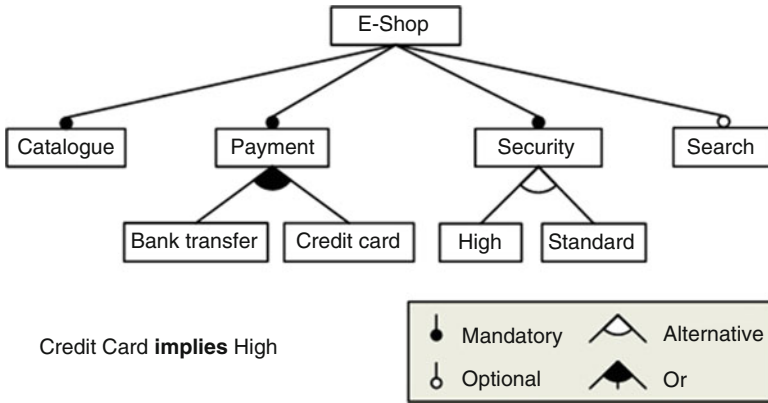 E-Shop
Catalogue
Payment
Security
Search
Bank transfer
Credit card
High
Standard
Credit Card implies High
Mandatory
Alternative
Optional
Or